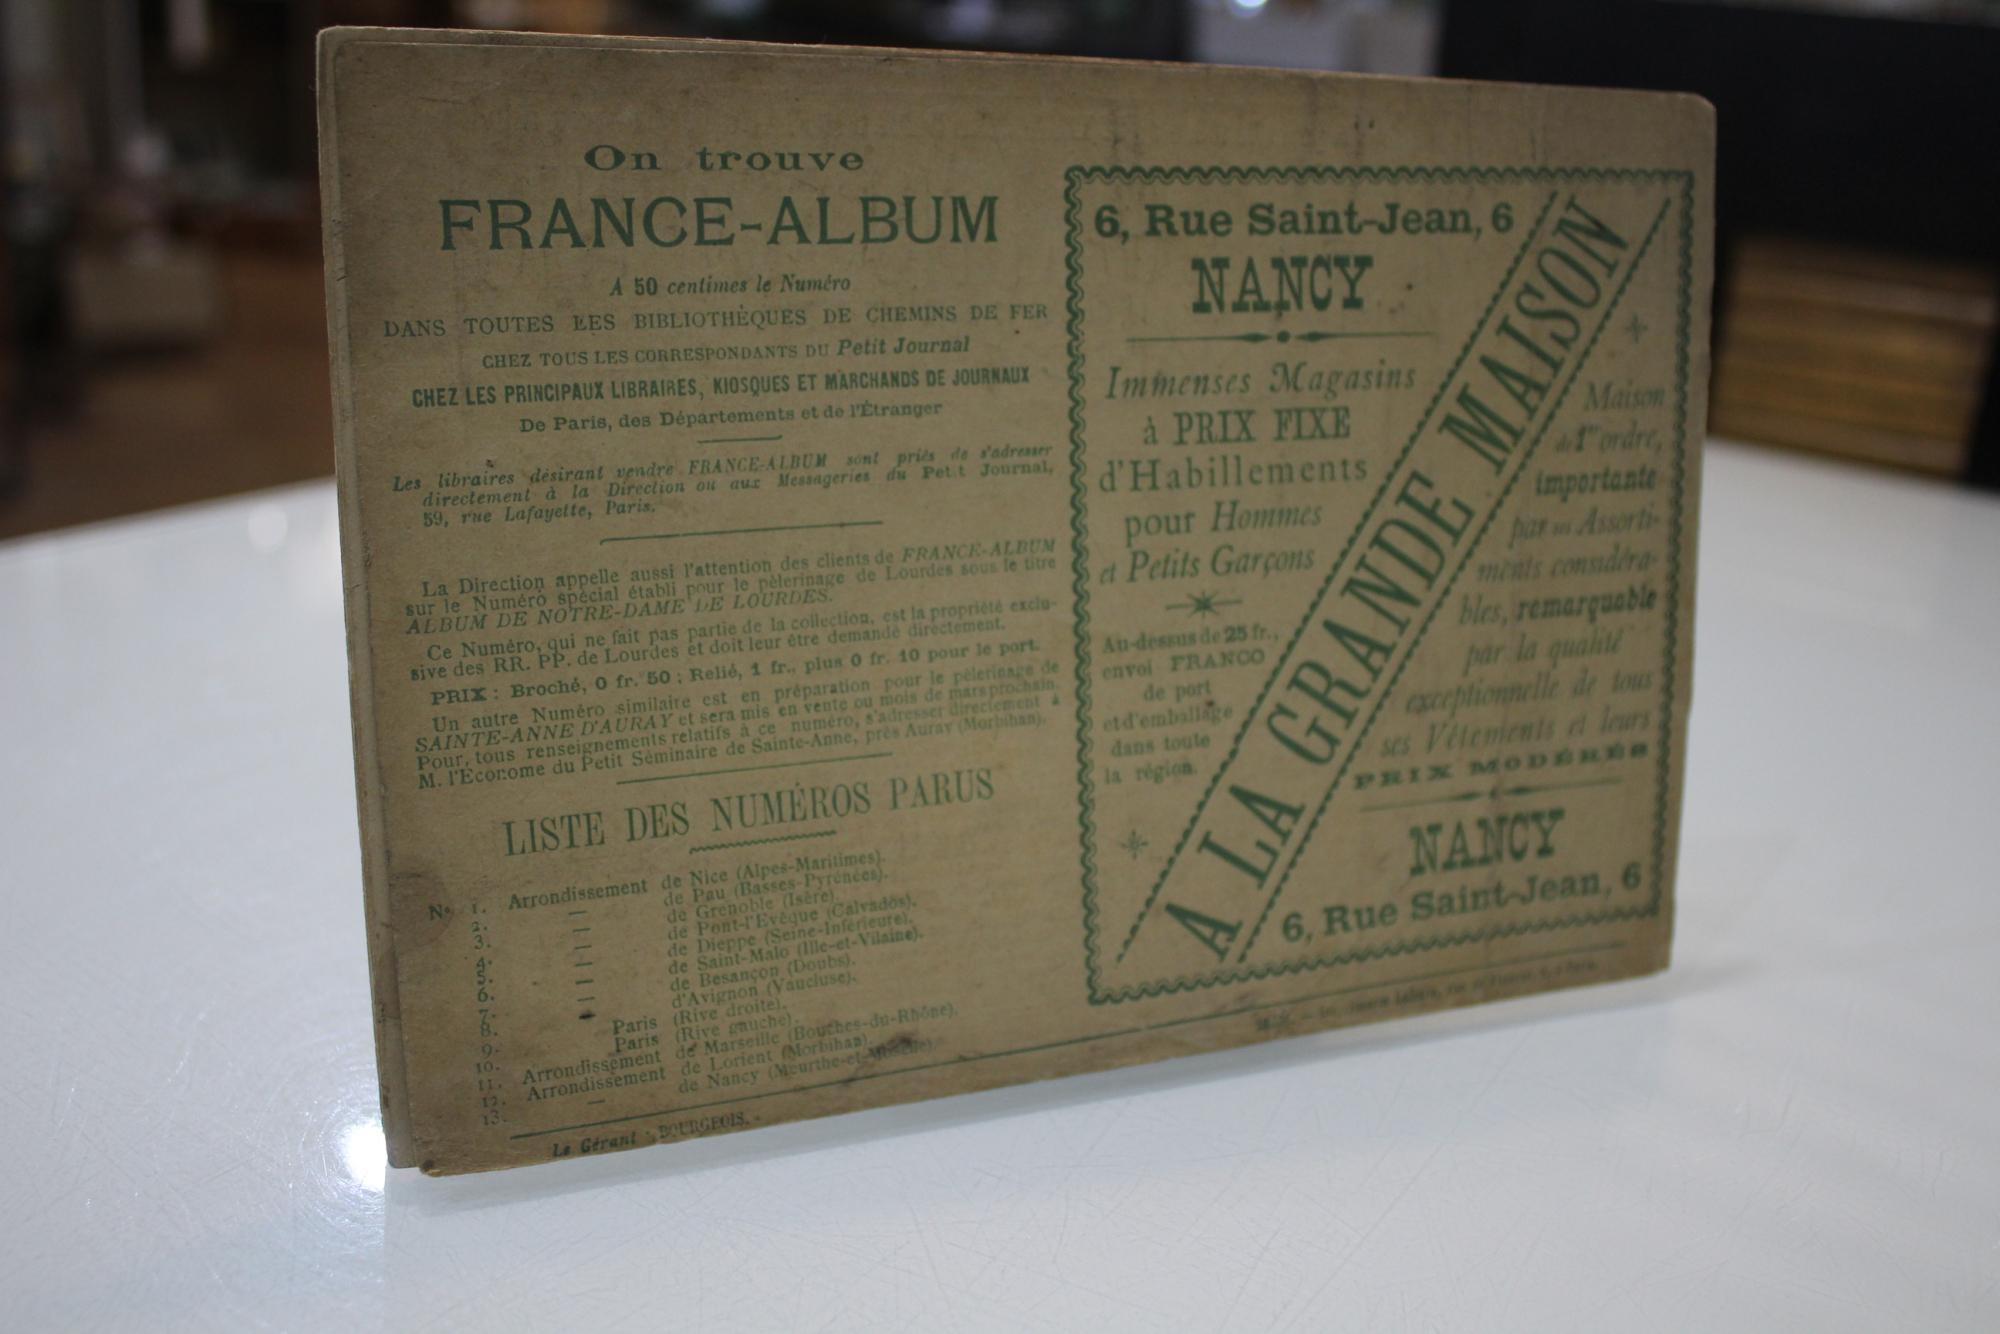 On trouve
FRANCE-ALBUM
A 50 centimes le Numéro
DANS TOUTES LES BIBLIOTHÈQUES DE CHEMINS DE FER
CHEZ TOUS LES CORRESPONDANTS DU Petit Journal
CHEZ LES PRINCIPAUX LIBRAIRES, KIOSQUES ET MARCHANDS DE JOURNAUX
De Paris, des Départements et de l'Étranger
Les libraires désirant vendre FRANCE-ALBUM sont priés de s'adresser
directement à la Direction ou aux Messageries du Petit Journal,
59, rue Lafayette, Paris.
La Direction appelle aussi l'attention des clients de FRANCE-ALBUM
sur le Numéro spécial établi pour le pèlerinage de Lourdes sous le titre
ALBUM DE NOTRE-DAME DE LOURDES.
Ce Numéro, qui ne fait pas partie de la collection, est la propriété exclu-
sive des RR. PP. de Lourdes et doit leur être demandé directement.
PRIX : Broché, 0 fr. 50 ; Relié, 1 fr., plus 0 fr. 10 pour le port.
Un autre Numéro similaire est en préparation pour le pèlerinage de
SAINTE-ANNE D'AURAY et sera mis en vente au mois de mars prochain.
Pour tous renseignements relatifs à ce numéro, s'adresser directement à
M. l'Econome du Petit Séminaire de Sainte-Anne, près Auray (Morbihan).
LISTE DES NUMÉROS PARUS
N° 1. Arrondissement de Nice (Alpes-Maritimes).
2. — de Pau (Basses-Pyrénées).
3. — de Grenoble (Isère).
4. — de Pont-l'Evêque (Calvados).
5. — de Dieppe (Seine-Inférieure).
6. — de Saint-Malo (Ille-et-Vilaine).
7. — de Besançon (Doubs).
8. — d'Avignon (Vaucluse).
9. Paris (Rive droite).
10. Paris (Rive gauche).
11. Arrondissement de Marseille (Bouches-du-Rhône).
12. Arrondissement de Lorient (Morbihan).
13. — de Nancy (Meurthe-et-Moselle).
Le Gérant : BOURGEOIS.
6, Rue Saint-Jean, 6
NANCY
Immenses Magasins
à PRIX FIXE
d'Habillements
pour Hommes
et Petits Garçons
Au-dessus de 25 fr.,
envoi FRANCO
de port
et d'emballage
dans toute
la région.
A LA GRANDE MAISON
Maison
de 1er ordre,
importante
par ses Assorti-
ments considéra-
bles, remarquable
par la qualité
exceptionnelle de tous
ses Vêtements et leurs
PRIX MODÉRÉS
NANCY
6, Rue Saint-Jean, 6